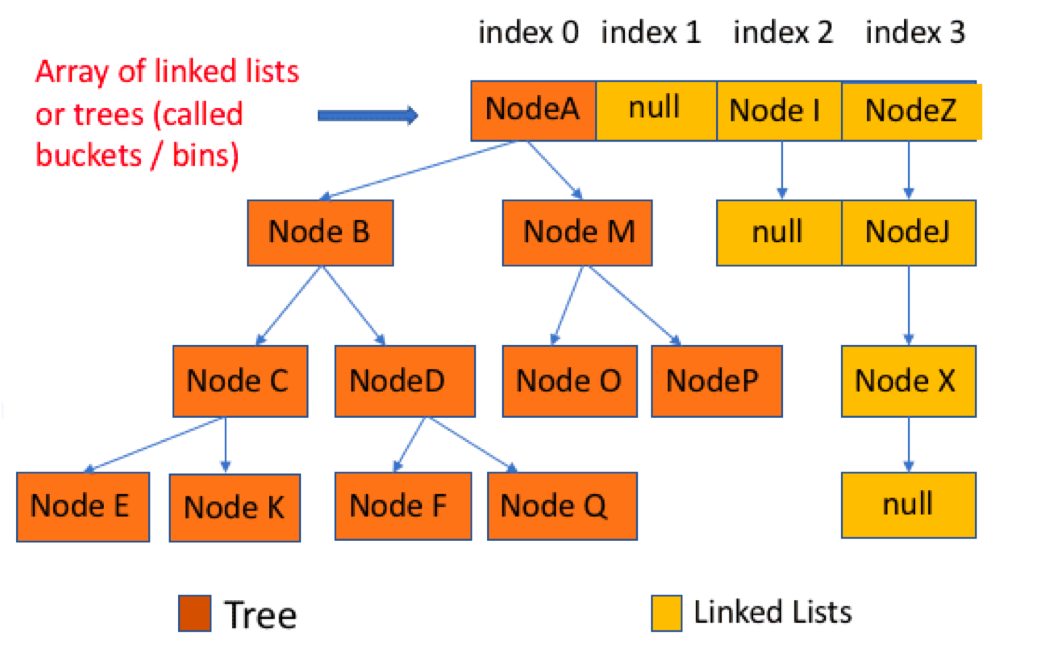 index 0 index 1 index 2 index 3
Array of linked lists
or trees (called
buckets / bins)
NodeA null Node I NodeZ
Node B Node M null NodeJ
Node C NodeD Node O NodeP Node X
Node E Node K Node F Node Q null
Tree Linked Lists